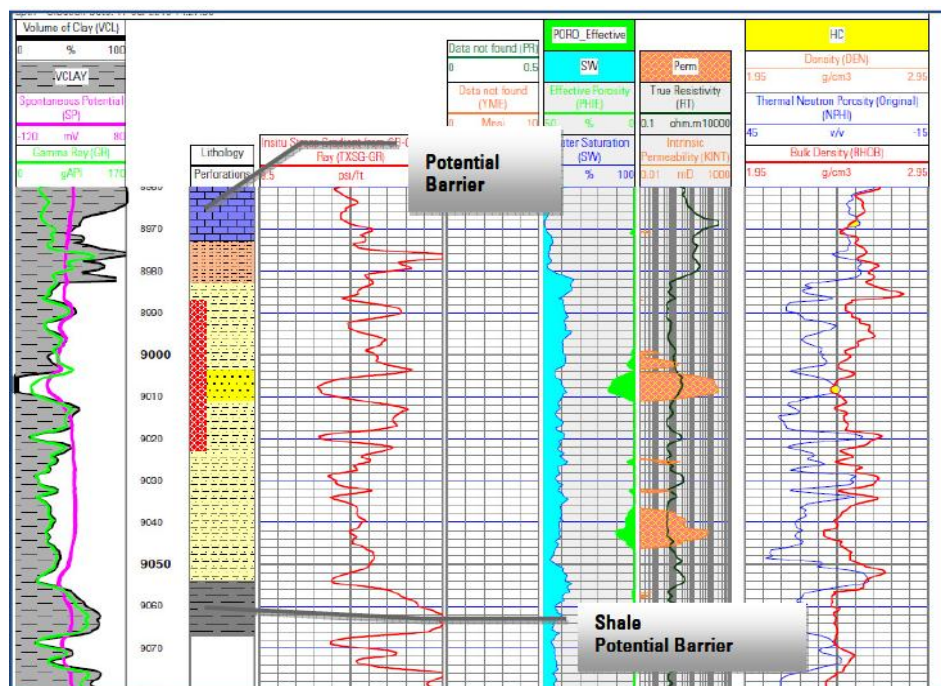 Volume of Clay (VCL)
0 % 100
VCLAY
Spontaneous Potential
(SP)
-120 mV 80
Gamma Ray (GR)
0 gAPI 170
Lithology
Perforations
Ray (TXSG-GR)
psi/ft
Data not found (PR)
0 0.5
Data not found
(YME)
Potential
Barrier
PORO_Effective
SW
Effective Porosity
(PHIE)
50 % 0
Water Saturation
(SW)
% 100
Perm
True Resistivity
(RT)
0.1 ohm.m10000
Intrinsic
Permeability (KINT)
0.01 mD 1000
HC
Density (DEN)
1.95 g/cm3 2.95
Thermal Neutron Porosity (Original)
(NPHI)
45 v/v -15
Bulk Density (RHOB)
1.95 g/cm3 2.95
8970
8980
8990
9000
9010
9020
9030
9040
9050
9060
9070
Shale
Potential Barrier